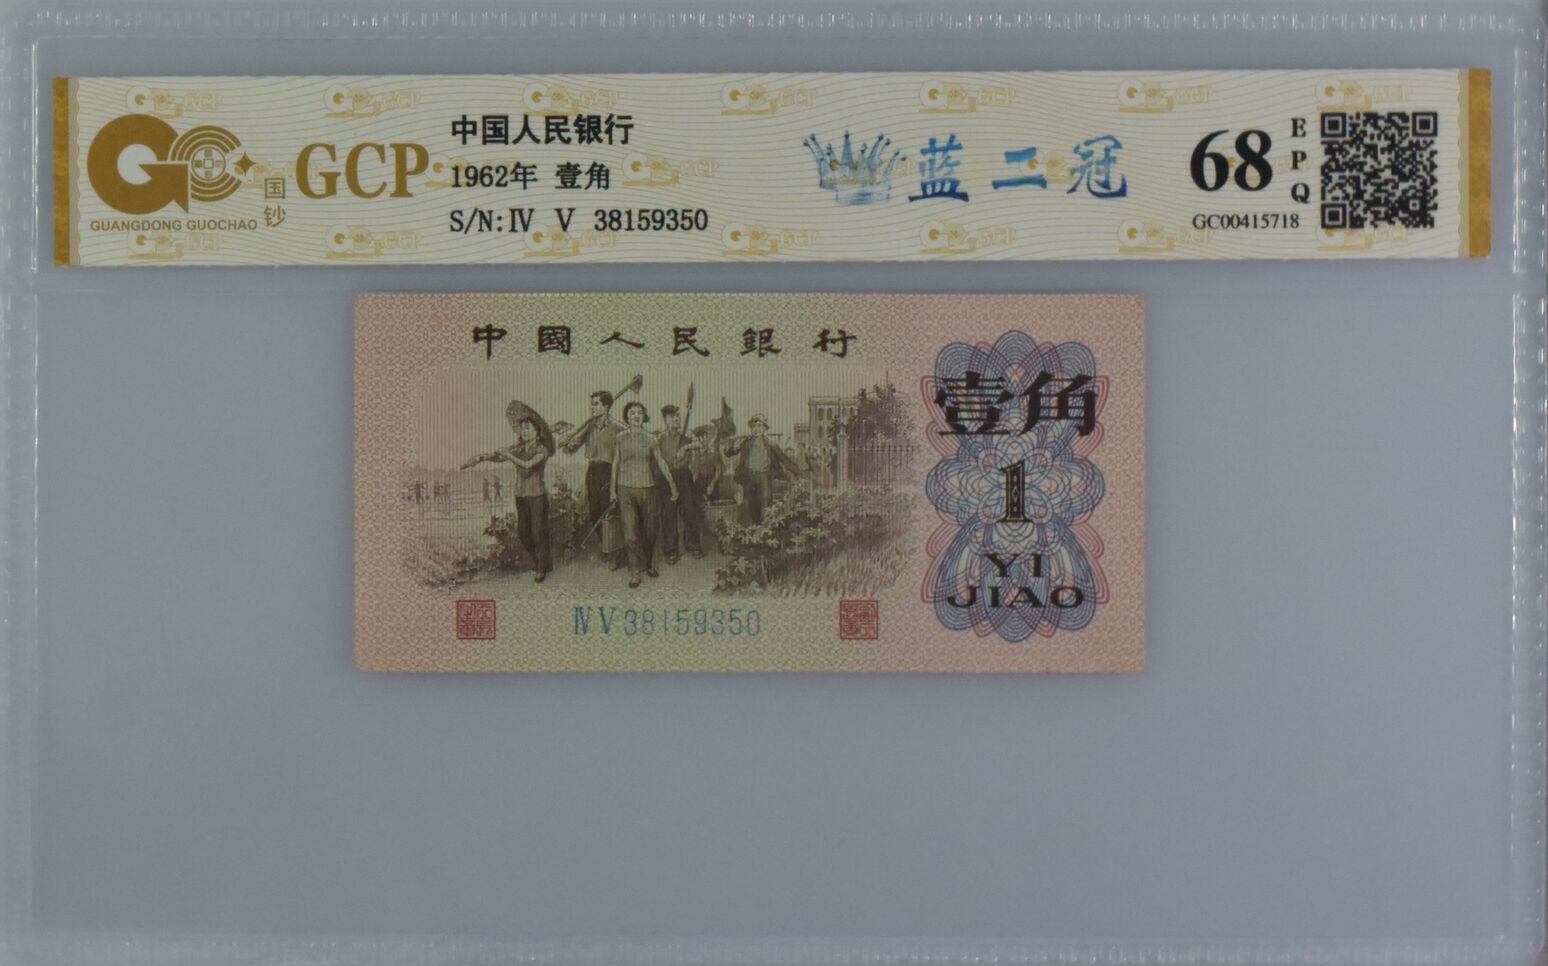 GUANGDONG GUOCHAO
国钞
GCP
中国人民银行
1962年 壹角
S/N:Ⅳ Ⅴ 38159350
蓝二冠
68
EPQ
GC00415718
中國人民銀行
壹角
1
YI
JIAO
ⅣⅤ38159350